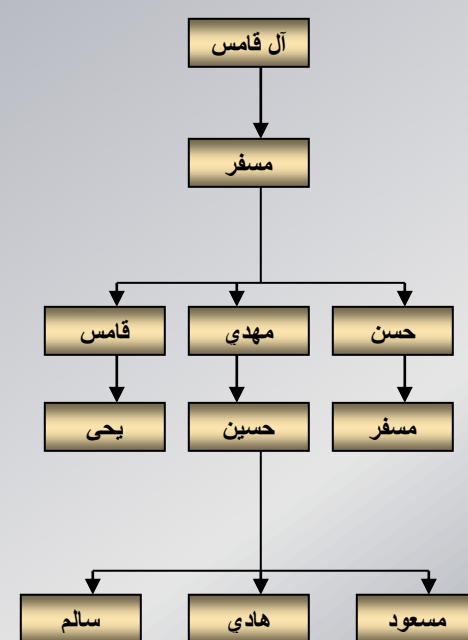 آل قامس
مسفر
حسن
مهدي
قامس
مسفر
حسين
يحى
مسعود
هادي
سالم